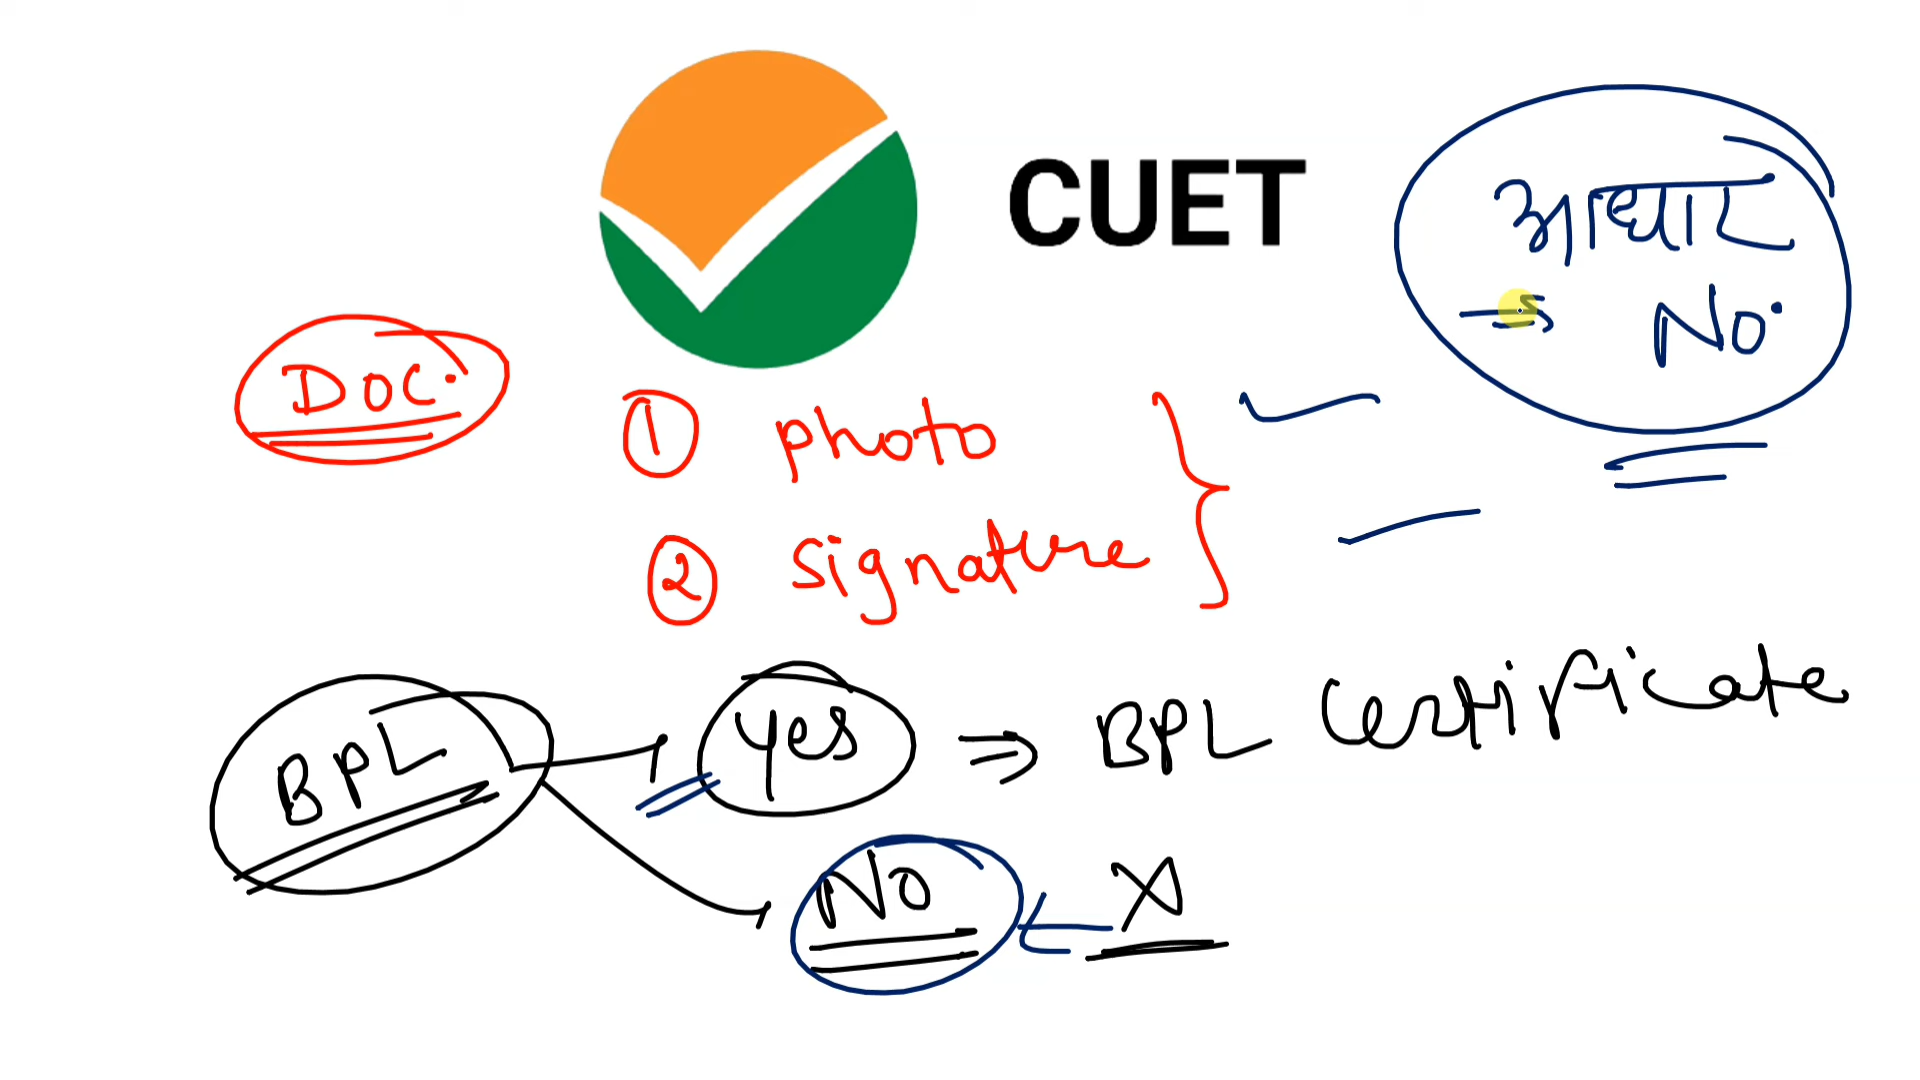 CUET
आधार
No.
Doc.
① photo
② signature
BPL
Yes ⇒ BPL Certificate
No
X